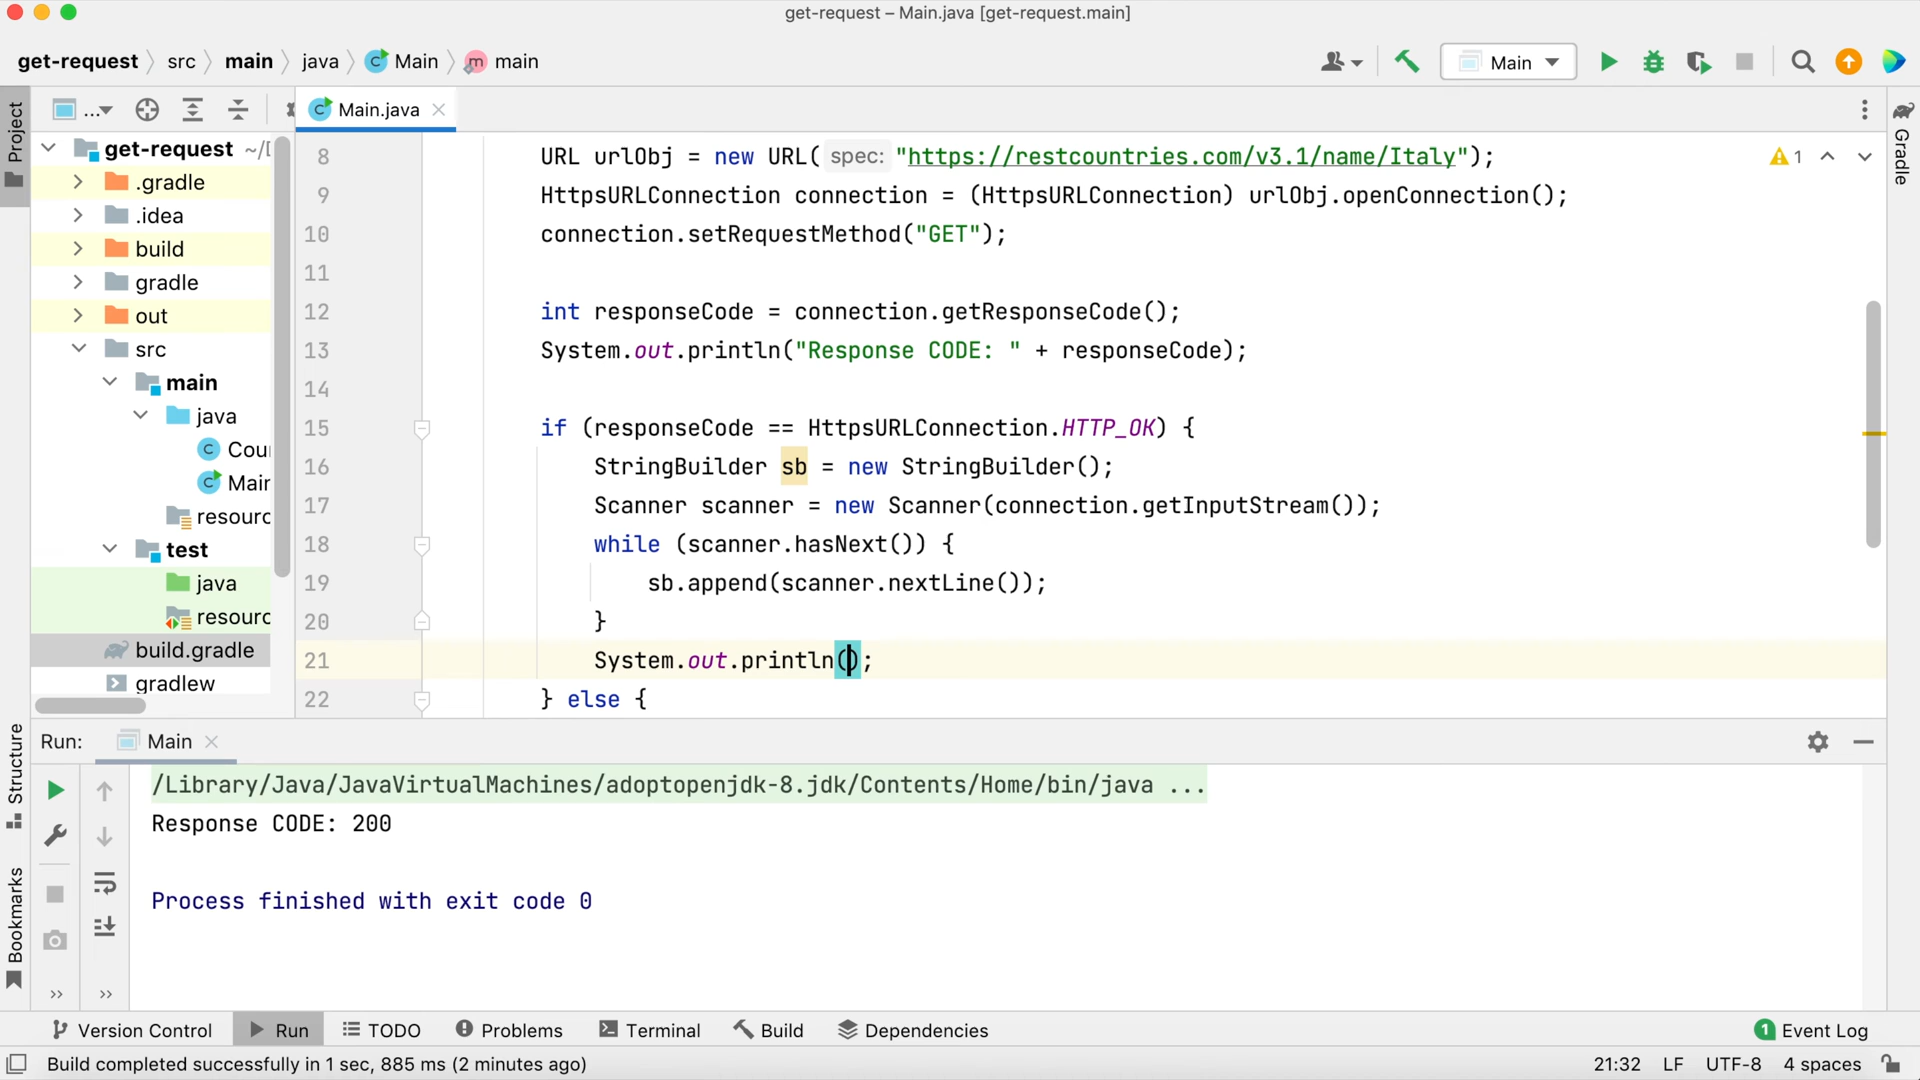 get-request – Main.java [get-request.main]
get-request src main java Main main
Main
Project
...
Main.java
Gradle
get-request ~/
.gradle
.idea
build
gradle
out
src
main
java
Cou
Main
resourc
test
java
resourc
build.gradle
gradlew
1
8 URL urlObj = new URL( spec: "https://restcountries.com/v3.1/name/Italy");
9 HttpsURLConnection connection = (HttpsURLConnection) urlObj.openConnection();
10 connection.setRequestMethod("GET");
11
12 int responseCode = connection.getResponseCode();
13 System.out.println("Response CODE: " + responseCode);
14
15 if (responseCode == HttpsURLConnection.HTTP_OK) {
16 StringBuilder sb = new StringBuilder();
17 Scanner scanner = new Scanner(connection.getInputStream());
18 while (scanner.hasNext()) {
19 sb.append(scanner.nextLine());
20 }
21 System.out.println();
22 } else {
Structure
Bookmarks
Run: Main
/Library/Java/JavaVirtualMachines/adoptopenjdk-8.jdk/Contents/Home/bin/java ...
Response CODE: 200
Process finished with exit code 0
Version Control Run TODO Problems Terminal Build Dependencies 1 Event Log
Build completed successfully in 1 sec, 885 ms (2 minutes ago) 21:32 LF UTF-8 4 spaces